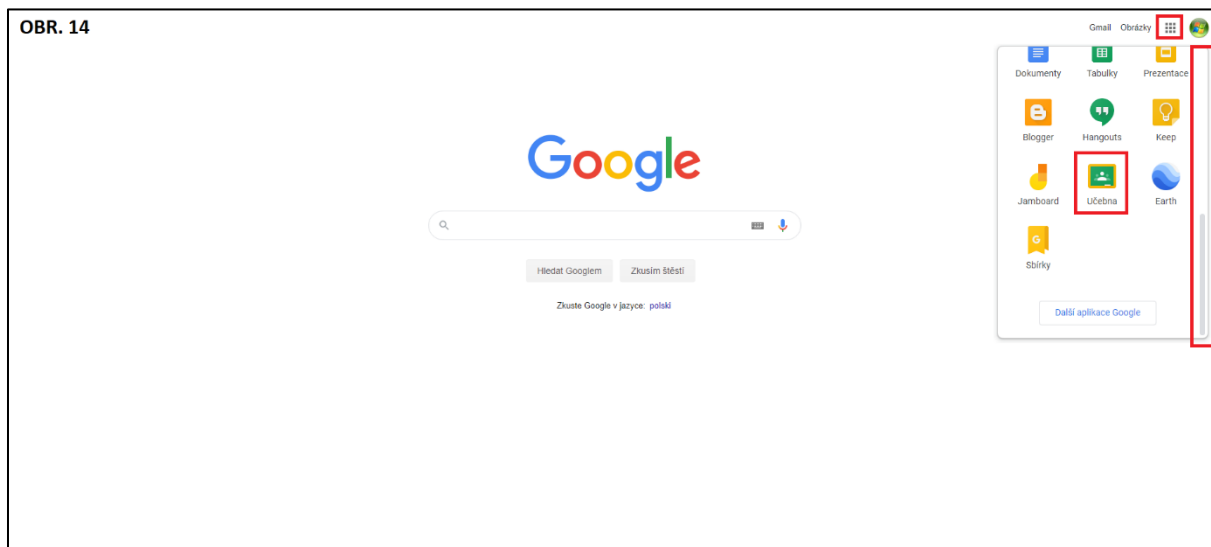 OBR. 14
Gmail Obrázky
Dokumenty Tabulky Prezentace
Blogger Hangouts Keep
Jamboard Učebna Earth
G
Sbírky
Další aplikace Google
Google
Hledat Googlem Zkusím štěstí
Zkuste Google v jazyce: polski